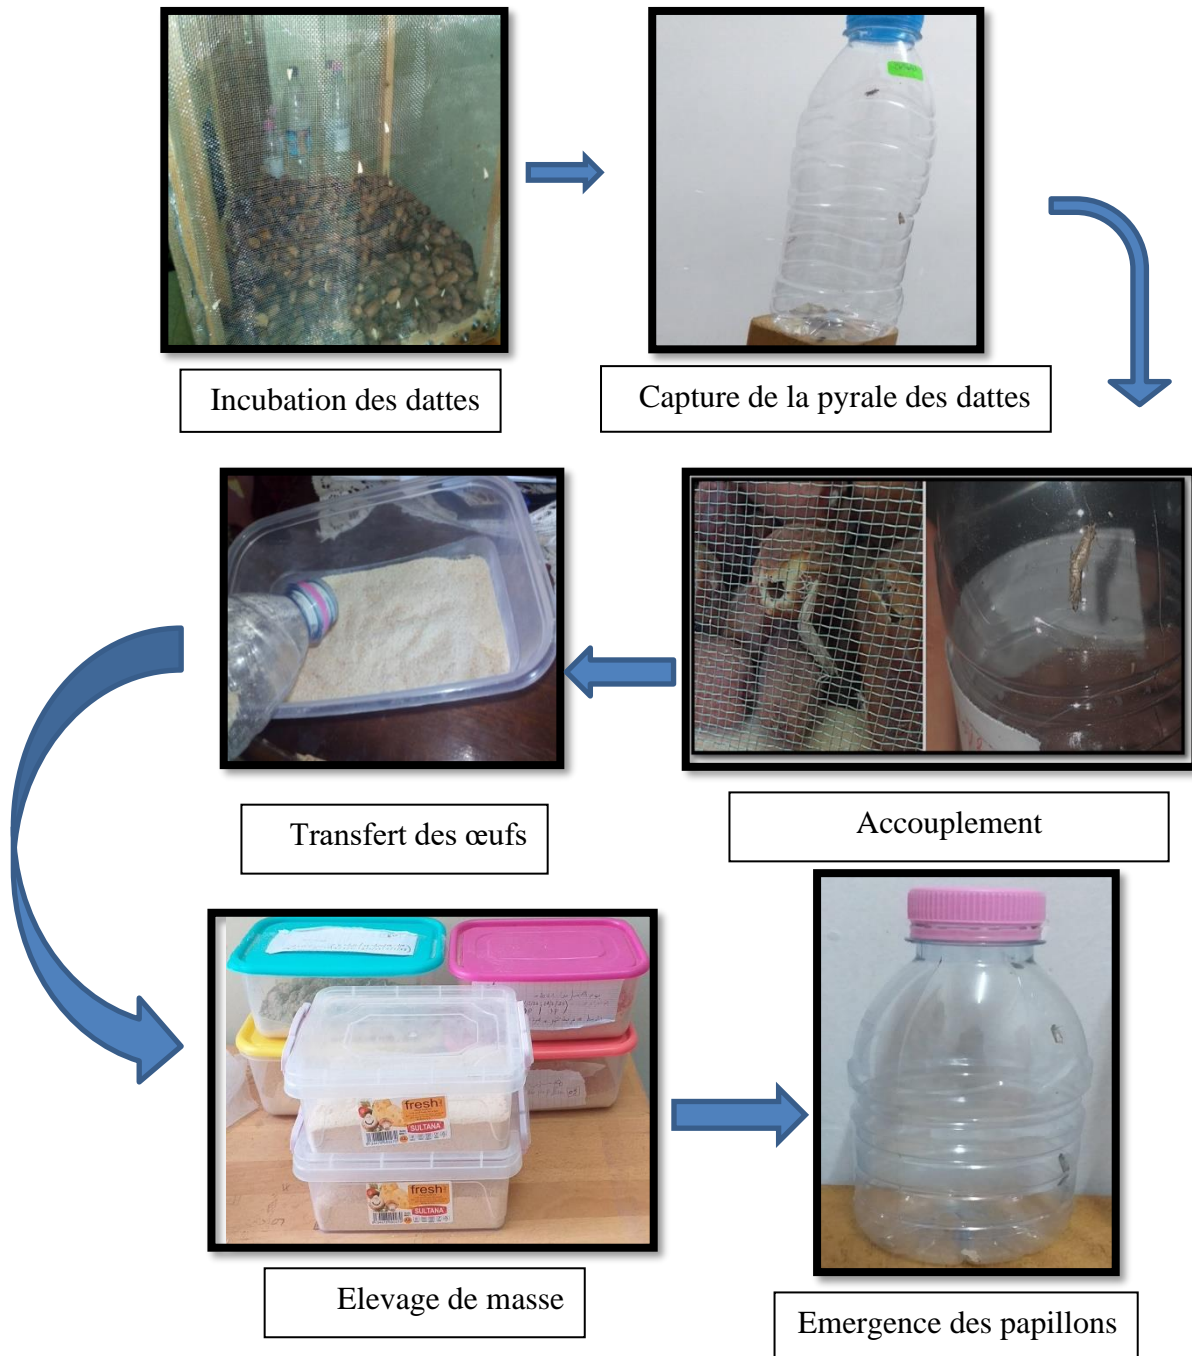 Incubation des dattes
Capture de la pyrale des dattes
Transfert des œufs
Accouplement
fresh
SULTANA
fresh
SULTANA
Elevage de masse
Emergence des papillons